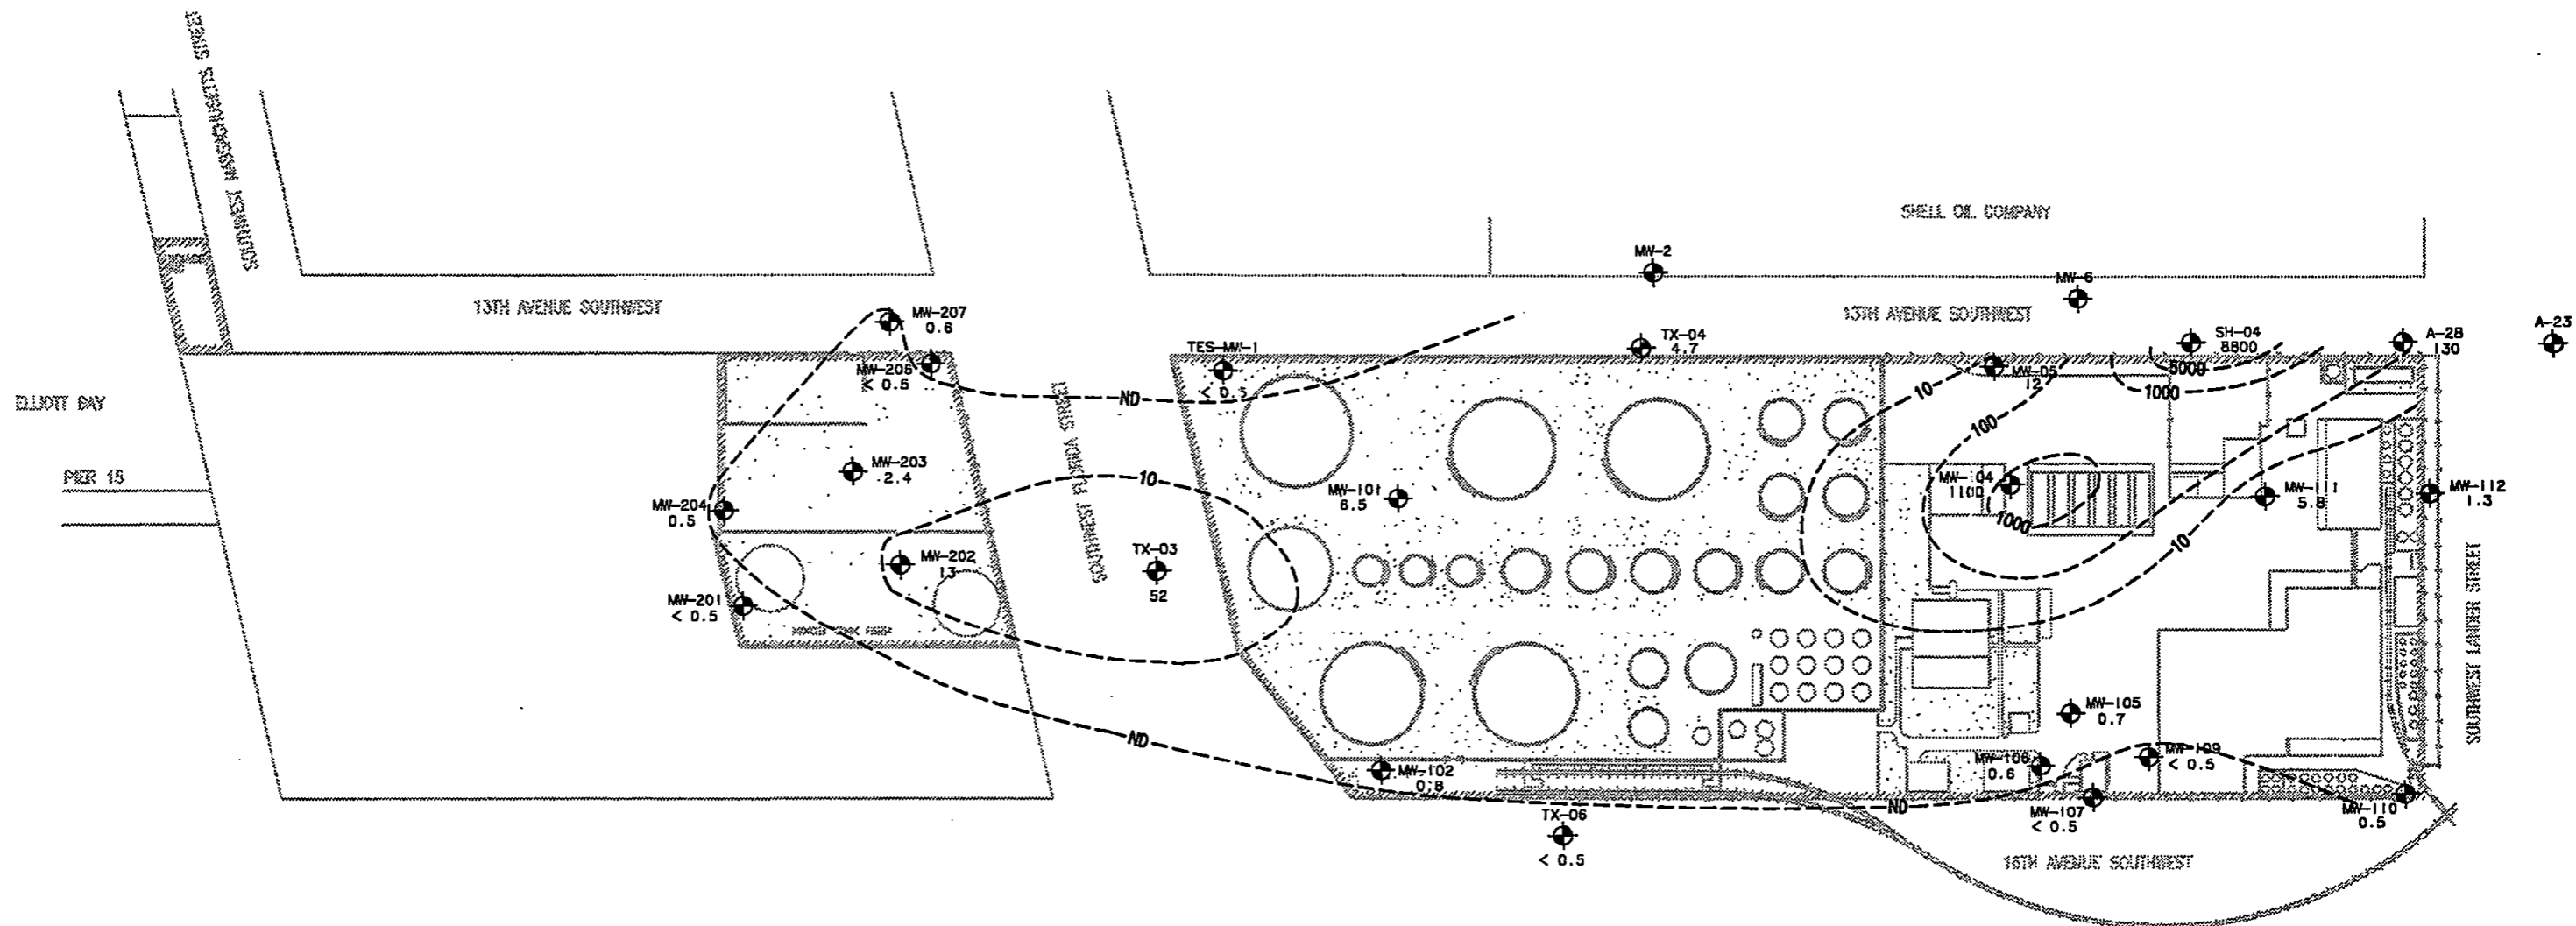 SOUTHWEST MASSACHUSETTS STREET
SHELL OIL COMPANY
MW-2
MW-6
13TH AVENUE SOUTHWEST
13TH AVENUE SOUTHWEST
MW-207
0.6
TES-MW-1
< 0.5
TX-04
4.7
SH-04
8800
A-28
130
A-23
MW-05
12
5000
1000
10
100
< 0.5
ND
ELLIOTT BAY
PIER 15
SOUTHWEST FLORIDA STREET
MW-203
2.4
MW-204
0.5
10
MW-101
6.5
MW-104
1100
1000
MW-111
5.8
MW-112
1.3
10
MW-202
13
TX-03
52
MW-201
< 0.5
SOUTHWEST LANDER STREET
MW-105
0.7
ND
MW-102
0.8
MW-106
0.6
MW-109
< 0.5
ND
MW-107
< 0.5
MW-110
0.5
TX-06
< 0.5
16TH AVENUE SOUTHWEST